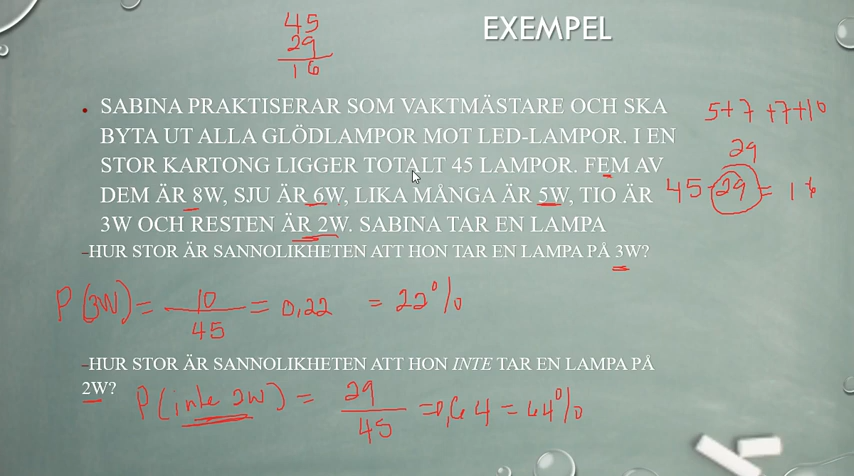 EXEMPEL
45
29
16
• SABINA PRAKTISERAR SOM VAKTMÄSTARE OCH SKA
BYTA UT ALLA GLÖDLAMPOR MOT LED-LAMPOR. I EN
STOR KARTONG LIGGER TOTALT 45 LAMPOR. FEM AV
DEM ÄR 8W, SJU ÄR 6W, LIKA MÅNGA ÄR 5W, TIO ÄR
3W OCH RESTEN ÄR 2W. SABINA TAR EN LAMPA
5+7+7+10
29
45-29=16
–HUR STOR ÄR SANNOLIKHETEN ATT HON TAR EN LAMPA PÅ 3W?
P(3W)= 10/45 = 0,22 = 22%
–HUR STOR ÄR SANNOLIKHETEN ATT HON INTE TAR EN LAMPA PÅ
2W?
P(inte 2W) = 29/45 = 0,64 = 64%